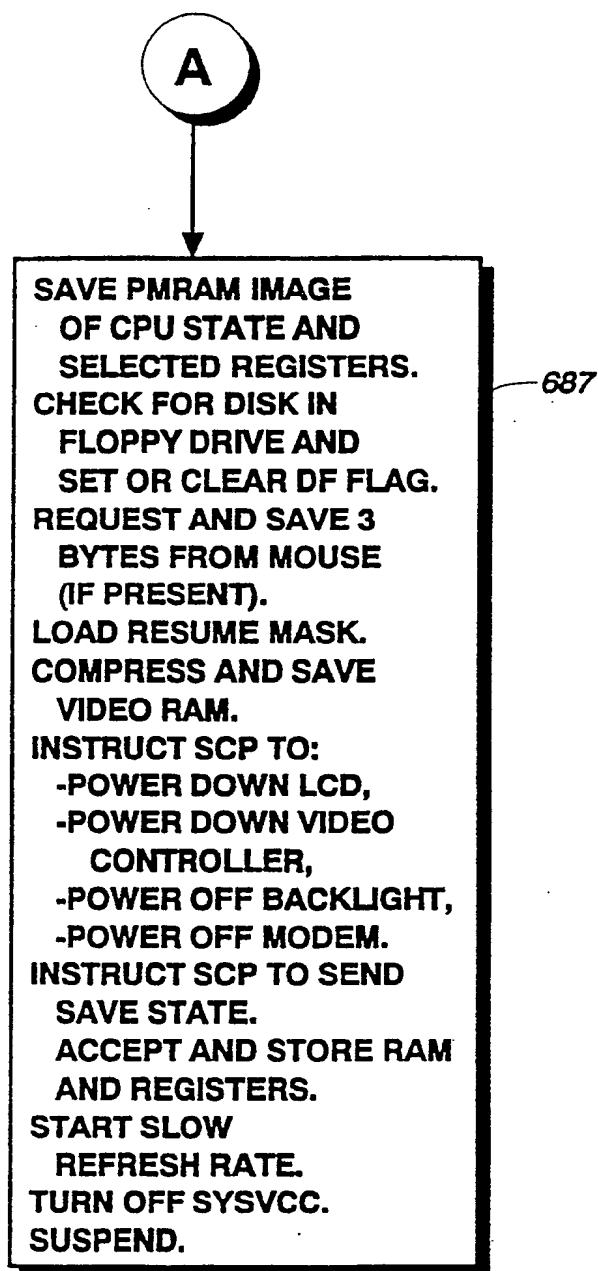 A
SAVE PMRAM IMAGE
OF CPU STATE AND
SELECTED REGISTERS.
687
CHECK FOR DISK IN
FLOPPY DRIVE AND
SET OR CLEAR DF FLAG.
REQUEST AND SAVE 3
BYTES FROM MOUSE
(IF PRESENT).
LOAD RESUME MASK.
COMPRESS AND SAVE
VIDEO RAM.
INSTRUCT SCP TO:
-POWER DOWN LCD,
-POWER DOWN VIDEO
CONTROLLER,
-POWER OFF BACKLIGHT,
-POWER OFF MODEM.
INSTRUCT SCP TO SEND
SAVE STATE.
ACCEPT AND STORE RAM
AND REGISTERS.
START SLOW
REFRESH RATE.
TURN OFF SYSVCC.
SUSPEND.